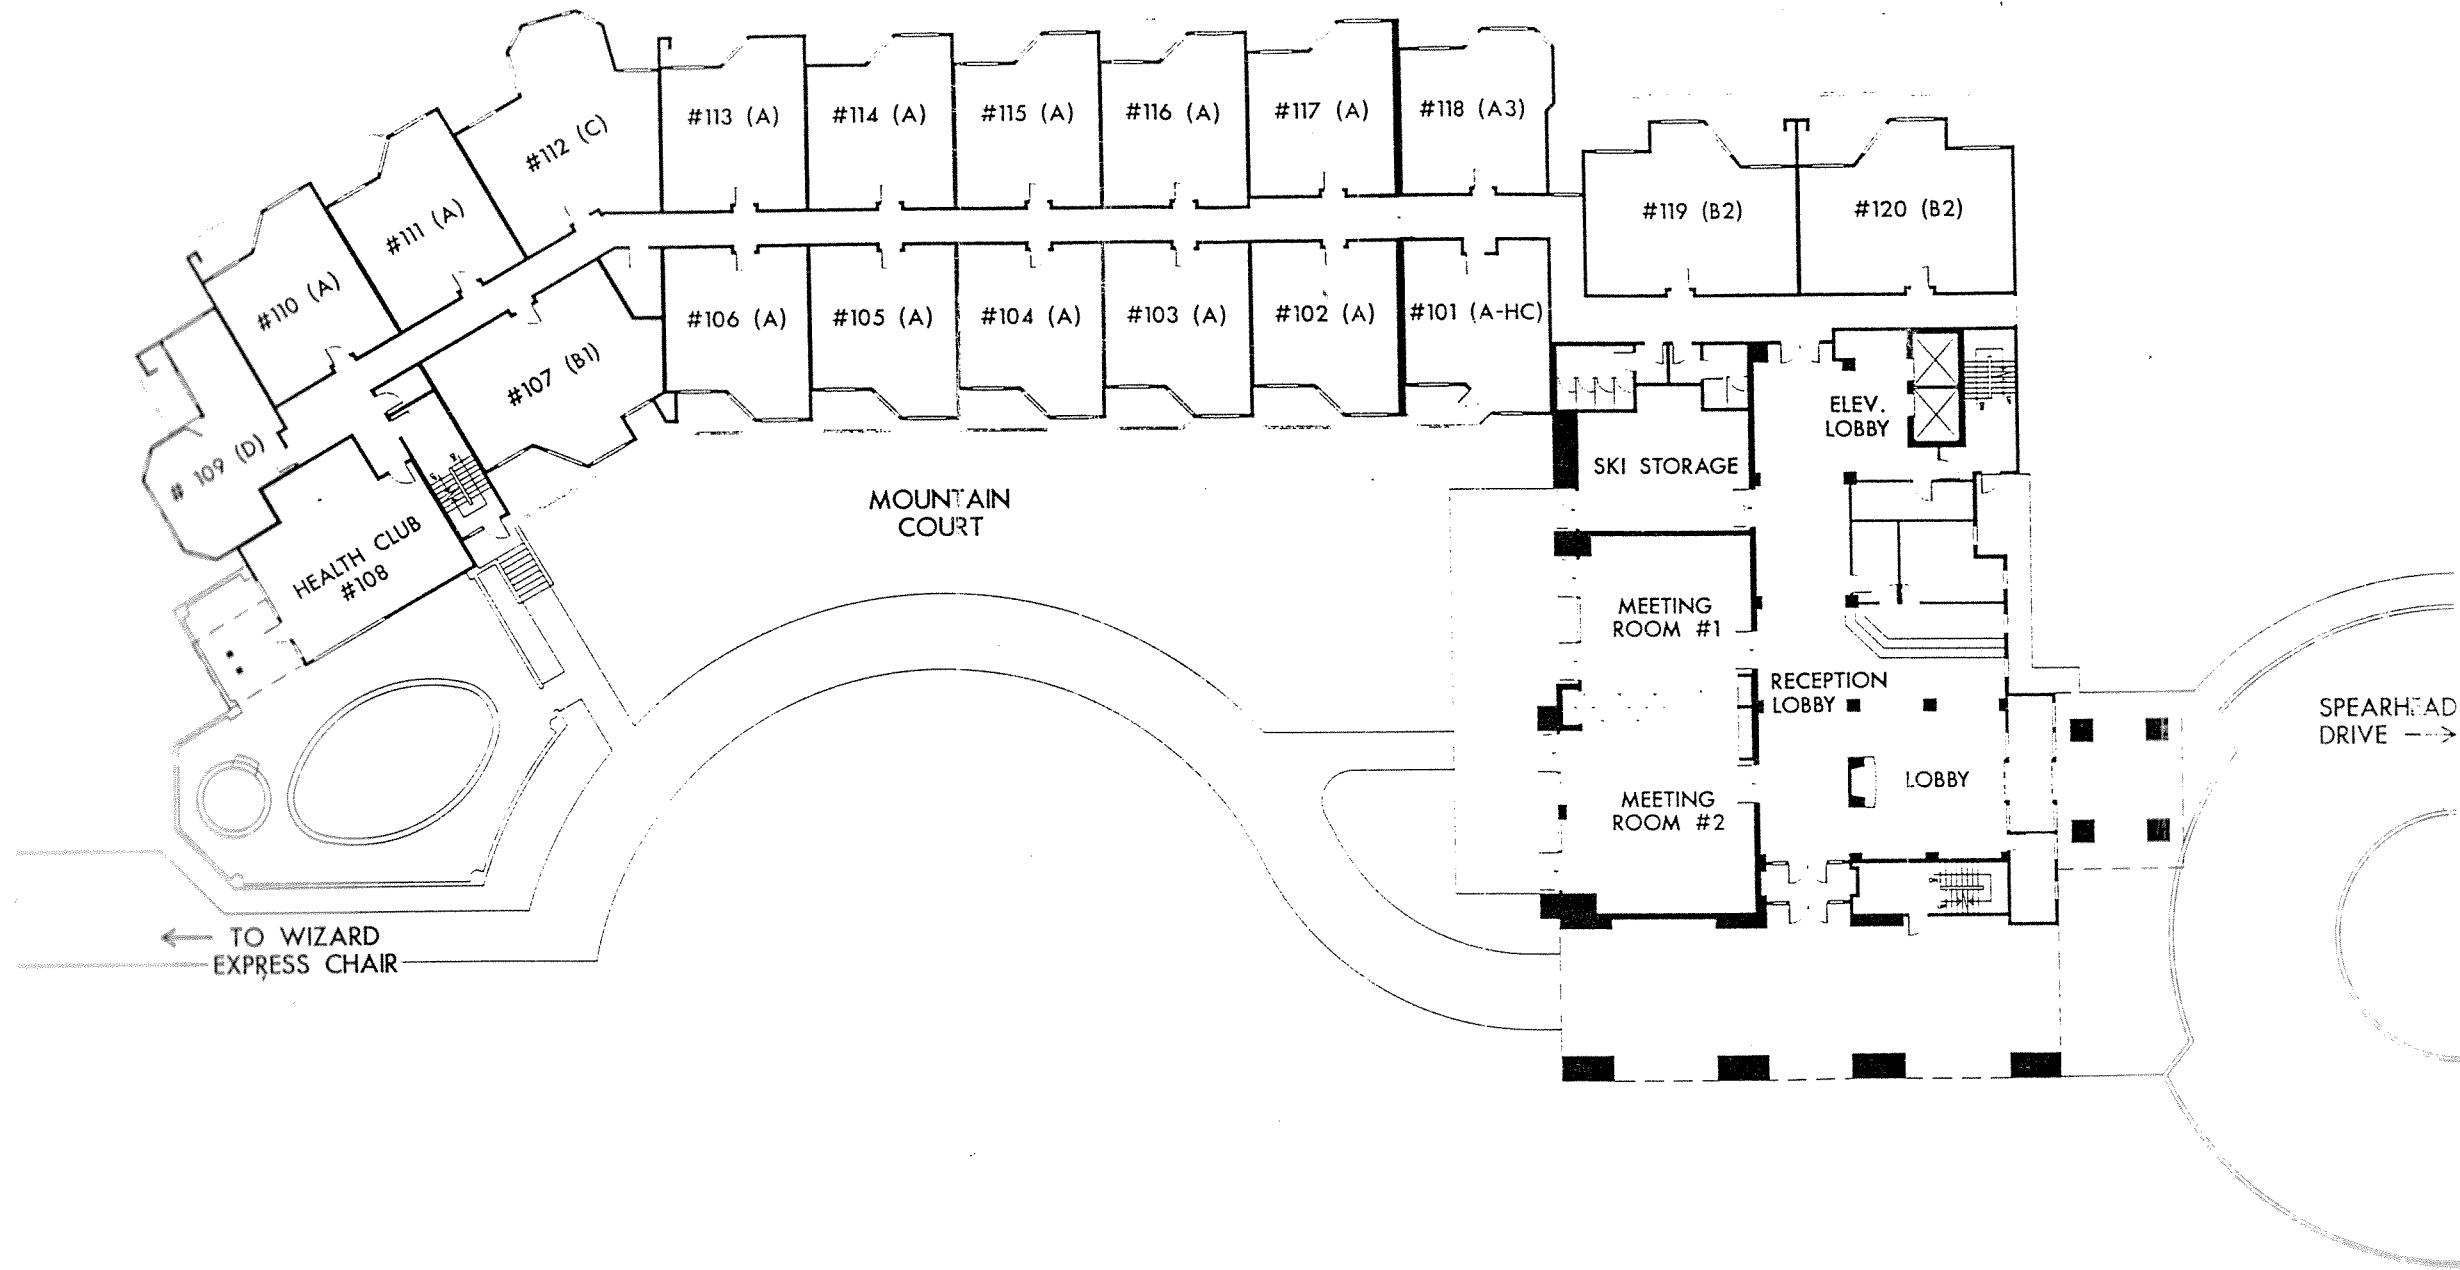 #112 (C)
#113 (A)
#114 (A)
#115 (A)
#116 (A)
#117 (A)
#118 (A3)
#111 (A)
#119 (B2)
#120 (B2)
#110 (A)
#106 (A)
#105 (A)
#104 (A)
#103 (A)
#102 (A)
#101 (A-HC)
#107 (B1)
# 109 (D)
ELEV.
LOBBY
SKI STORAGE
MOUNTAIN
COURT
HEALTH CLUB
#108
MEETING
ROOM #1
RECEPTION
LOBBY
SPEARHEAD
DRIVE
LOBBY
MEETING
ROOM #2
TO WIZARD
EXPRESS CHAIR